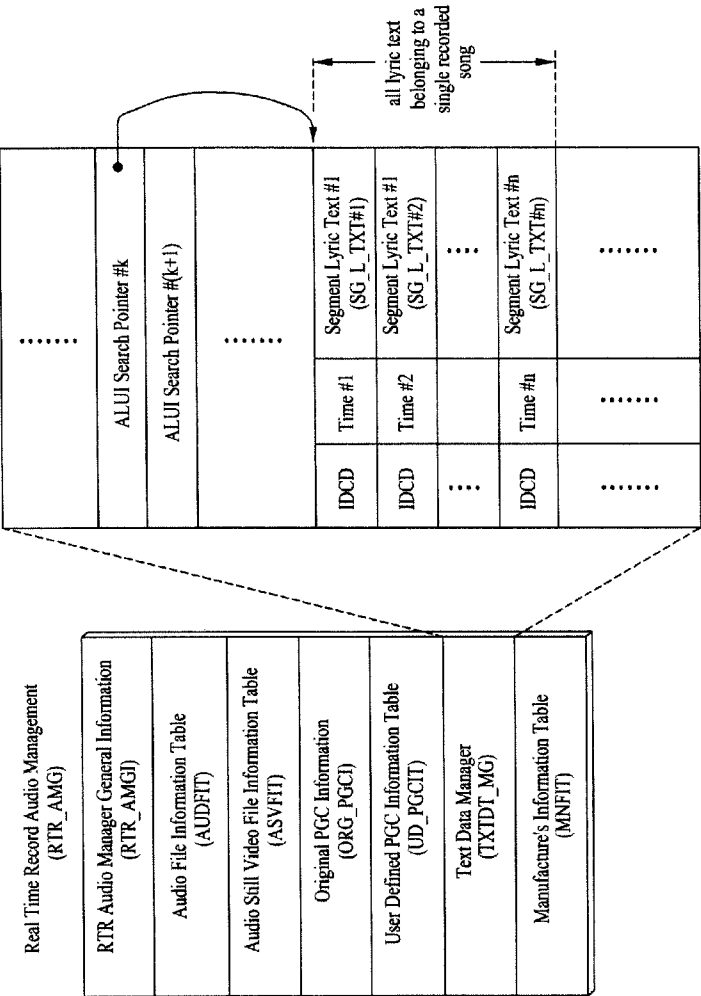 Real Time Record Audio Management
(RTR_AMG)
RTR Audio Manager General Information
(RTR_AMGI)
Audio File Information Table
(AUDFIT)
Audio Still Video File Information Table
(ASVFIT)
Original PGC Information
(ORG_PGCI)
User Defined PGC Information Table
(UD_PGCIT)
Text Data Manager
(TXTDT_MG)
Manufacture's Information Table
(MNFIT)
.......
ALUI Search Pointer #k
ALUI Search Pointer #(k+1)
.......
IDCD
Time #1
Segment Lyric Text #1
(SG_L_TXT#1)
IDCD
Time #2
Segment Lyric Text #1
(SG_L_TXT#2)
....
....
IDCD
Time #n
Segment Lyric Text #n
(SG_L_TXT#n)
.......
.......
.......
all lyric text
belonging to a
single recorded
song